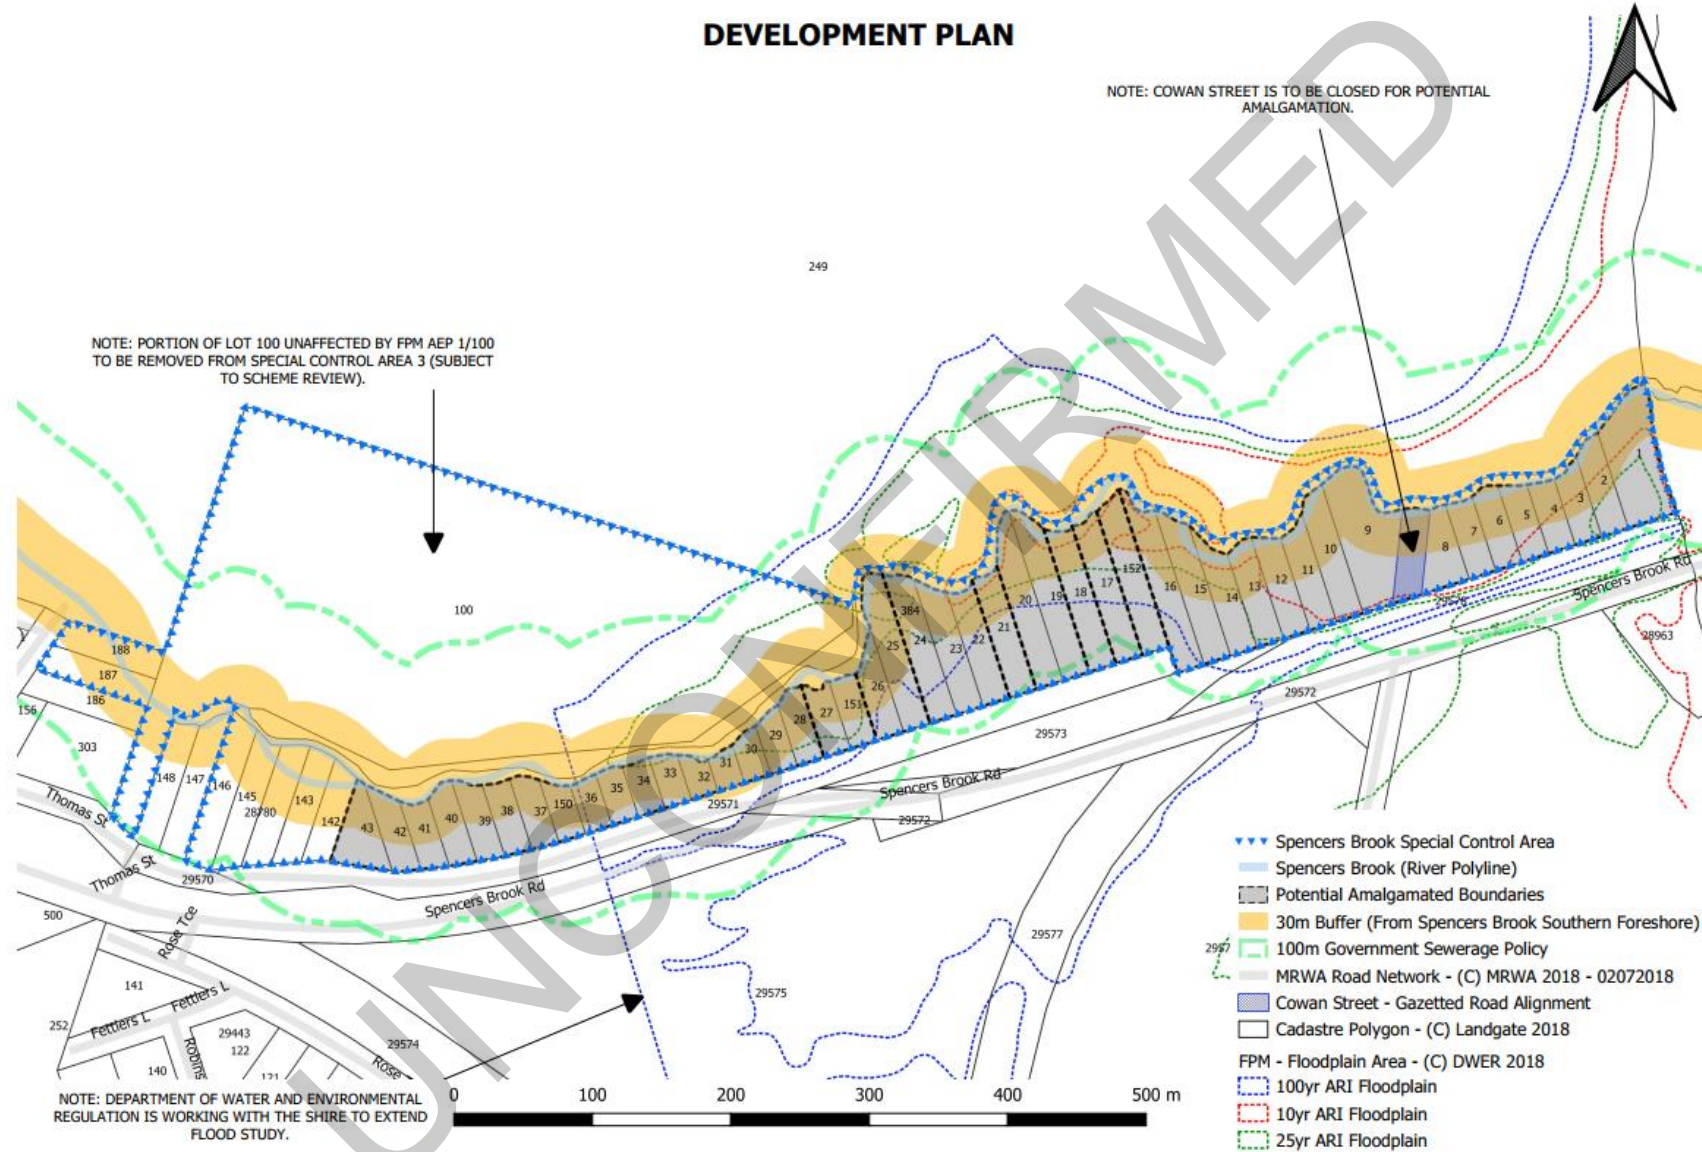 DEVELOPMENT PLAN
NOTE: COWAN STREET IS TO BE CLOSED FOR POTENTIAL
AMALGAMATION.
249
NOTE: PORTION OF LOT 100 UNAFFECTED BY FPM AEP 1/100
TO BE REMOVED FROM SPECIAL CONTROL AREA 3 (SUBJECT
TO SCHEME REVIEW).
UNCONFIRMED
100
188
187
186
156
303
148
147
146
145
28780
143
142
43
42
41
40
39
38
37
150
36
35
34
33
32
31
30
29
28
27
151
26
25
384
24
23
22
21
20
19
18
17
152
16
15
14
13
12
11
10
9
8
7
6
5
4
3
2
1
29576
Spencers Brook Rd
28963
29572
29573
Spencers Brook Rd
29571
29572
Thomas St
Thomas St
29570
Spencers Brook Rd
500
Rose Tce
141
Fettlers L
Fettlers L
252
29443
122
Robins
140
121
Rose
29574
29575
29577
2957
NOTE: DEPARTMENT OF WATER AND ENVIRONMENTAL
REGULATION IS WORKING WITH THE SHIRE TO EXTEND
FLOOD STUDY.
0 100 200 300 400 500 m
Spencers Brook Special Control Area
Spencers Brook (River Polyline)
Potential Amalgamated Boundaries
30m Buffer (From Spencers Brook Southern Foreshore)
100m Government Sewerage Policy
MRWA Road Network - (C) MRWA 2018 - 02072018
Cowan Street - Gazetted Road Alignment
Cadastre Polygon - (C) Landgate 2018
FPM - Floodplain Area - (C) DWER 2018
100yr ARI Floodplain
10yr ARI Floodplain
25yr ARI Floodplain